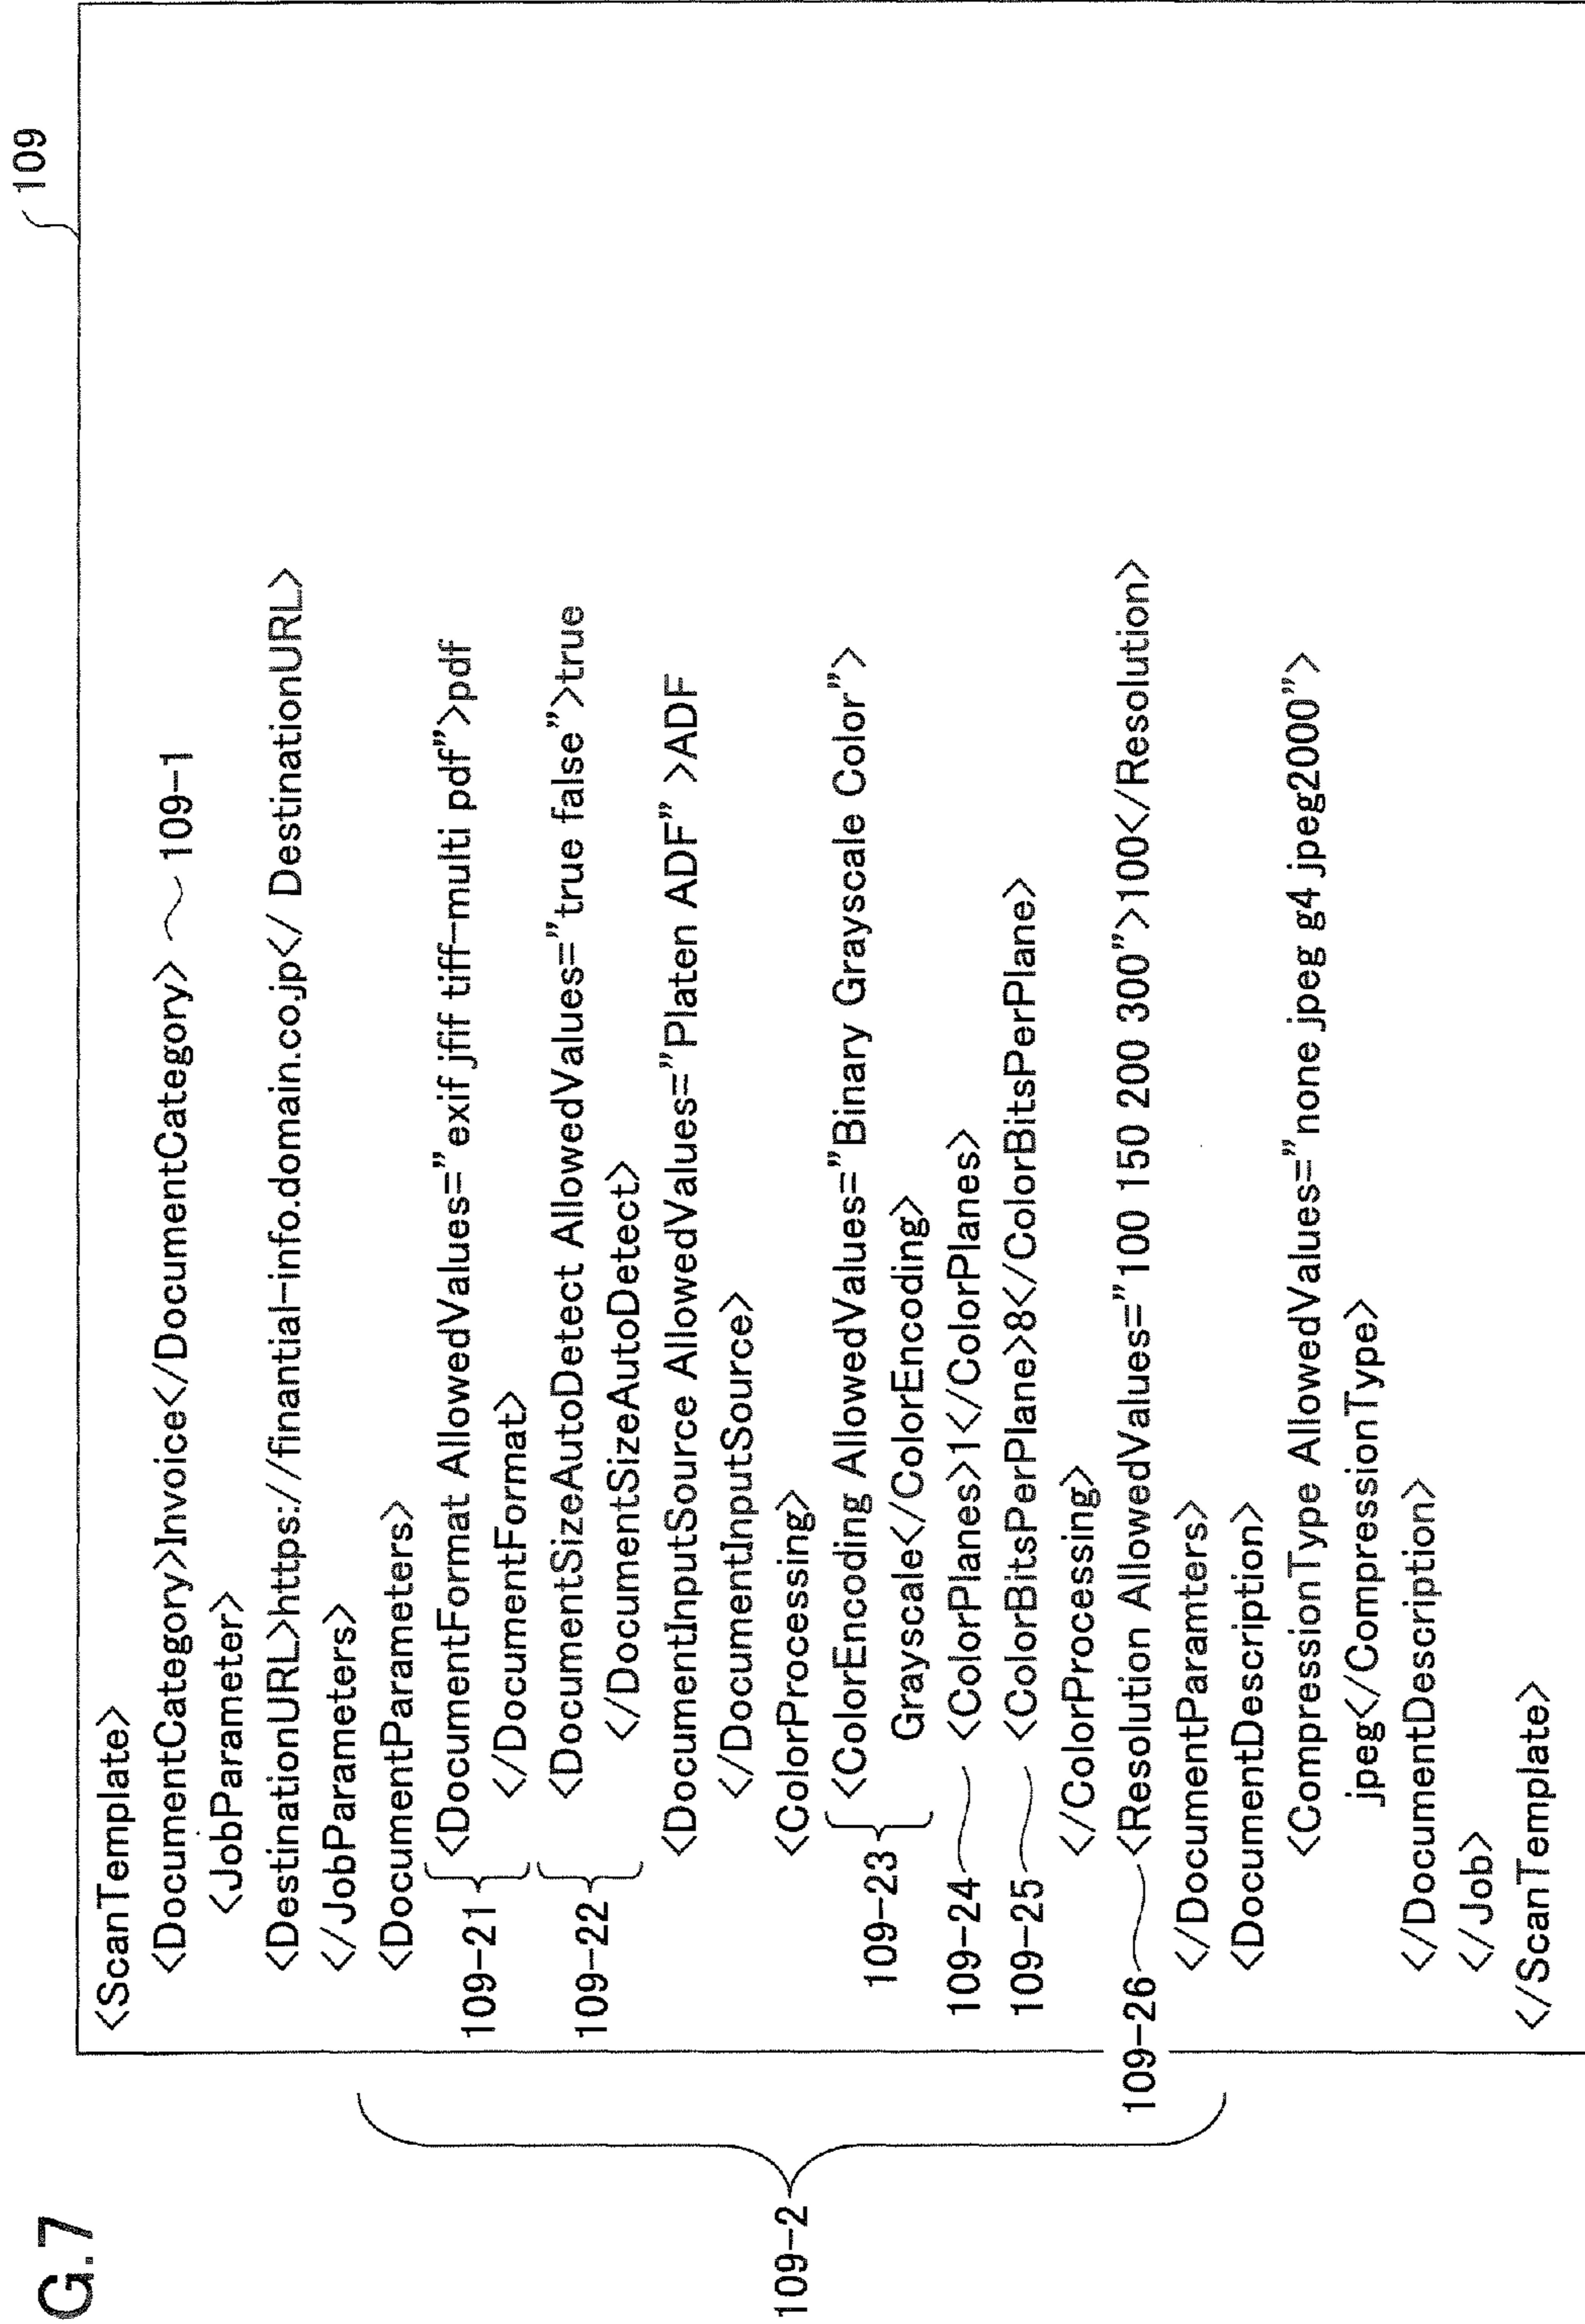 G.7
109
<ScanTemplate>
<DocumentCategory>Invoice</DocumentCategory> ～ 109-1
<JobParameter>
<DestinationURL>https://finantial-info.domain.co.jp</ DestinationURL>
</JobParameters>
<DocumentParameters>
109-21 <DocumentFormat AllowedValues="exif jfif tiff-multi pdf">pdf
</DocumentFormat>
109-22 <DocumentSizeAutoDetect AllowedValues="true false">true
</DocumentSizeAutoDetect>
<DocumentInputSource AllowedValues="Platen ADF" >ADF
</DocumentInputSource>
<ColorProcessing>
109-23 <ColorEncoding AllowedValues="Binary Grayscale Color">
Grayscale</ColorEncoding>
109-24 <ColorPlanes>1</ColorPlanes>
109-25 <ColorBitsPerPlane>8</ColorBitsPerPlane>
</ColorProcessing>
109-26 <Resolution AllowedValues="100 150 200 300">100</Resolution>
</DocumentParamters>
<DocumentDescription>
<CompressionType AllowedValues="none jpeg g4 jpeg2000">
jpeg</CompressionType>
</DocumentDescription>
</Job>
</ScanTemplate>
109-2